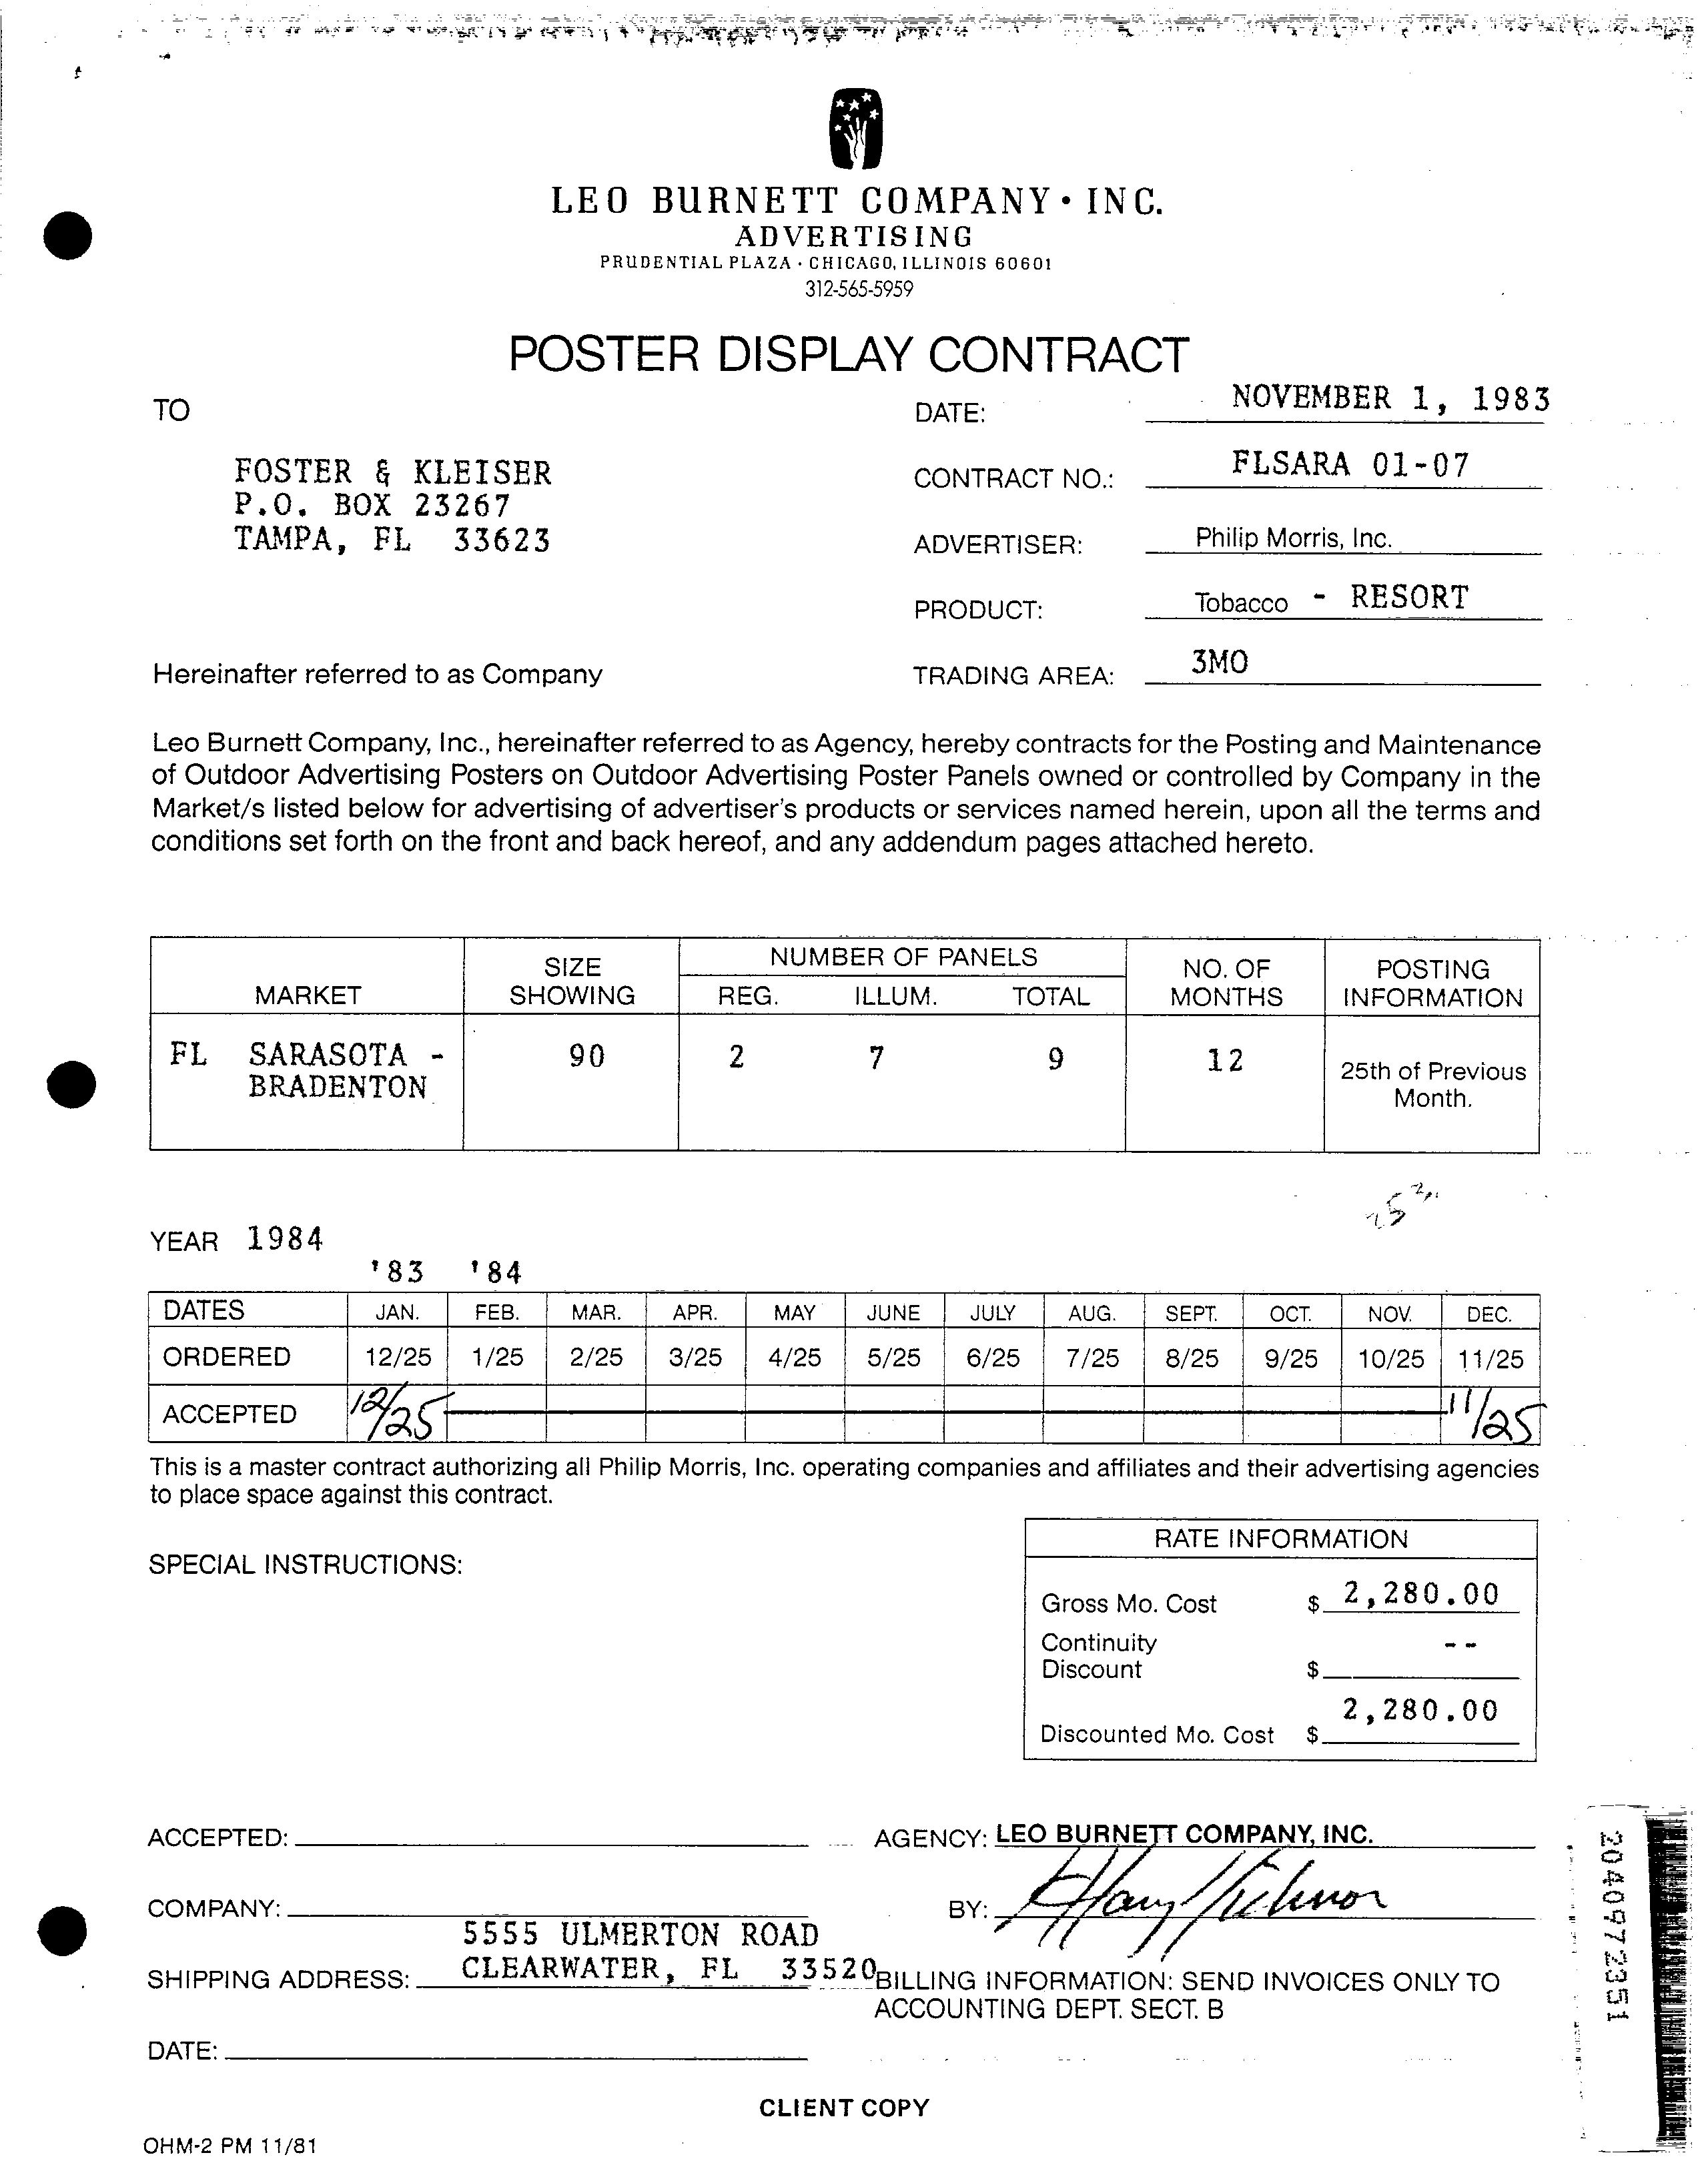 LEO BURNETT COMPANY • INC.
ADVERTISING
PRUDENTIAL PLAZA • CHICAGO, ILLINOIS 60601
312-565-5959
POSTER DISPLAY CONTRACT
TO
FOSTER & KLEISER
P.O. BOX 23267
TAMPA, FL 33623
Hereinafter referred to as Company
DATE: NOVEMBER 1, 1983
CONTRACT NO.: FLSARA 01-07
ADVERTISER: Philip Morris, Inc.
PRODUCT: Tobacco - RESORT
TRADING AREA: 3MO
Leo Burnett Company, Inc., hereinafter referred to as Agency, hereby contracts for the Posting and Maintenance
of Outdoor Advertising Posters on Outdoor Advertising Poster Panels owned or controlled by Company in the
Market/s listed below for advertising of advertiser's products or services named herein, upon all the terms and
conditions set forth on the front and back hereof, and any addendum pages attached hereto.
MARKET SIZE SHOWING NUMBER OF PANELS NO. OF MONTHS POSTING INFORMATION
REG. ILLUM. TOTAL
FL SARASOTA - 90 2 7 9 12 25th of Previous
BRADENTON Month.
YEAR 1984
'83 '84
DATES JAN. FEB. MAR. APR. MAY JUNE JULY AUG. SEPT. OCT. NOV. DEC.
ORDERED 12/25 1/25 2/25 3/25 4/25 5/25 6/25 7/25 8/25 9/25 10/25 11/25
ACCEPTED 12/25 11/25
This is a master contract authorizing all Philip Morris, Inc. operating companies and affiliates and their advertising agencies
to place space against this contract.
SPECIAL INSTRUCTIONS:
RATE INFORMATION
Gross Mo. Cost $ 2,280.00
Continuity --
Discount $
2,280.00
Discounted Mo. Cost $
ACCEPTED:
COMPANY:
5555 ULMERTON ROAD
SHIPPING ADDRESS: CLEARWATER, FL 33520
DATE:
AGENCY: LEO BURNETT COMPANY, INC.
BY:
BILLING INFORMATION: SEND INVOICES ONLY TO
ACCOUNTING DEPT. SECT. B
2040972351
CLIENT COPY
OHM-2 PM 11/81